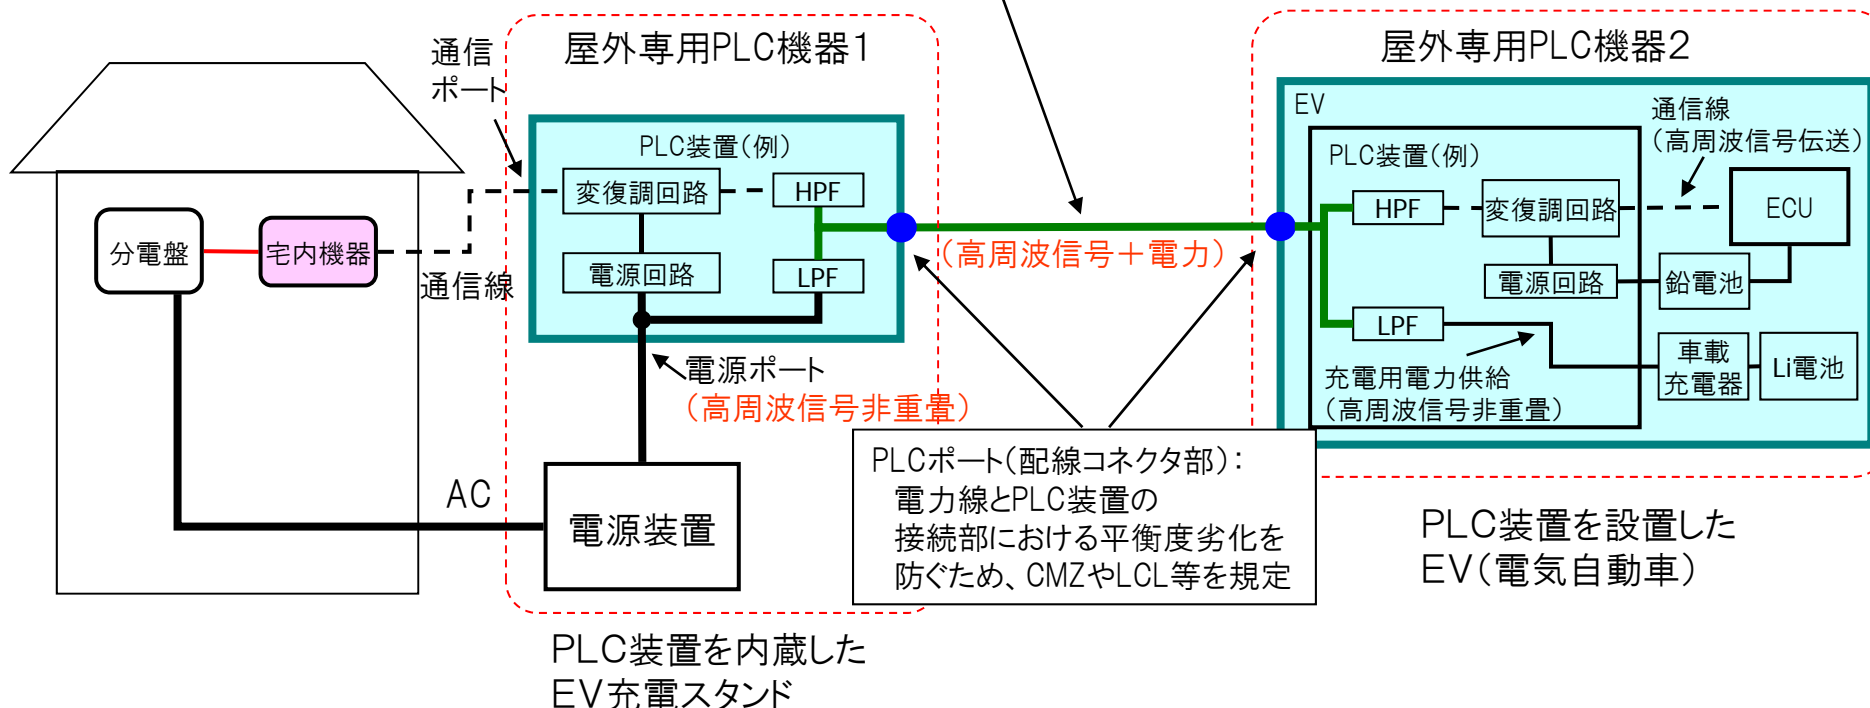 屋外専用PLC機器1
屋外専用PLC機器2
通信
ポート
EV
通信線
(高周波信号伝送)
PLC装置(例)
PLC装置(例)
変復調回路
HPF
HPF
変復調回路
ECU
分電盤
宅内機器
(高周波信号+電力)
通信線
電源回路
LPF
電源回路
鉛電池
LPF
電源ポート
(高周波信号非重畳)
充電用電力供給
(高周波信号非重畳)
車載
充電器
Li電池
PLCポート(配線コネクタ部):
電力線とPLC装置の
接続部における平衡度劣化を
防ぐため、CMZやLCL等を規定
AC
電源装置
PLC装置を設置した
EV(電気自動車)
PLC装置を内蔵した
EV充電スタンド